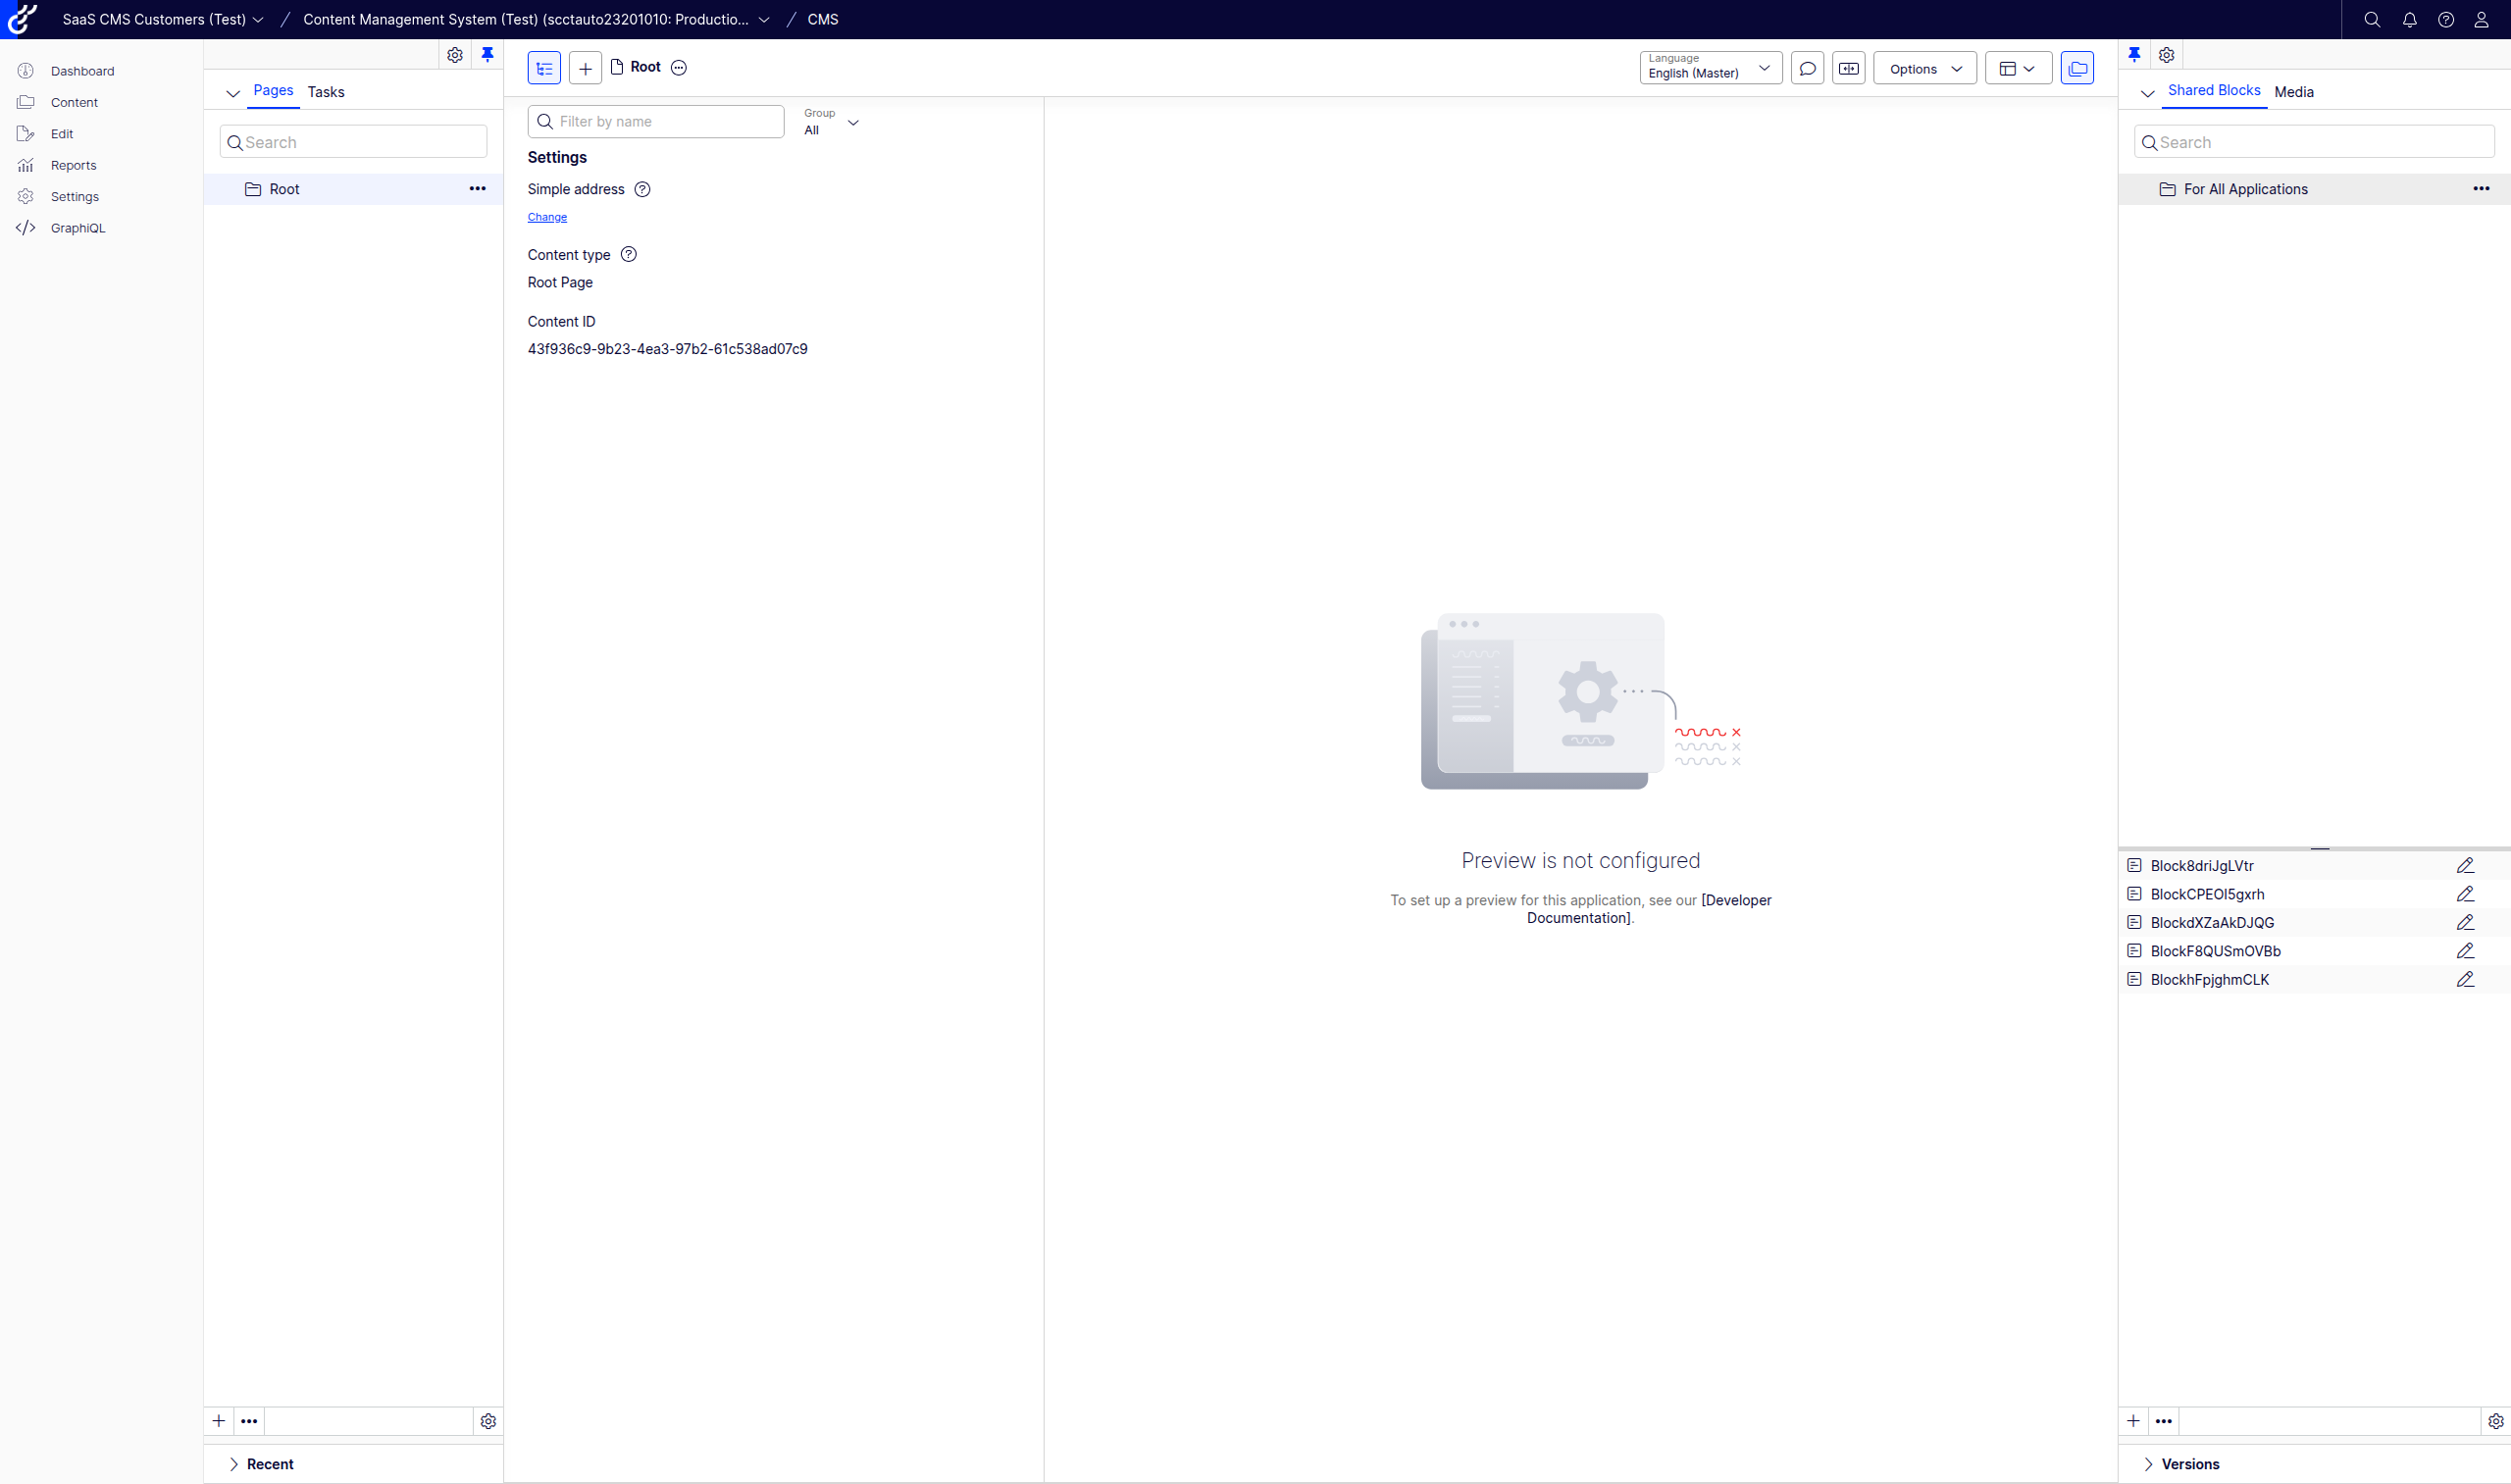 SaaS CMS Customers (Test) / Content Management System (Test) (scctauto23201010: Productio... / CMS
Dashboard
Content
Edit
Reports
Settings
GraphiQL
Pages Tasks
Search
Root
Recent
Root
Language
English (Master)
Options
Filter by name
Group
All
Settings
Simple address
Change
Content type
Root Page
Content ID
43f936c9-9b23-4ea3-97b2-61c538ad07c9
Preview is not configured
To set up a preview for this application, see our [Developer
Documentation].
Shared Blocks Media
Search
For All Applications
Block8driJgLVtr
BlockCPEOI5gxrh
BlockdXZaAkDJQG
BlockF8QUSmOVBb
BlockhFpjghmCLK
Versions